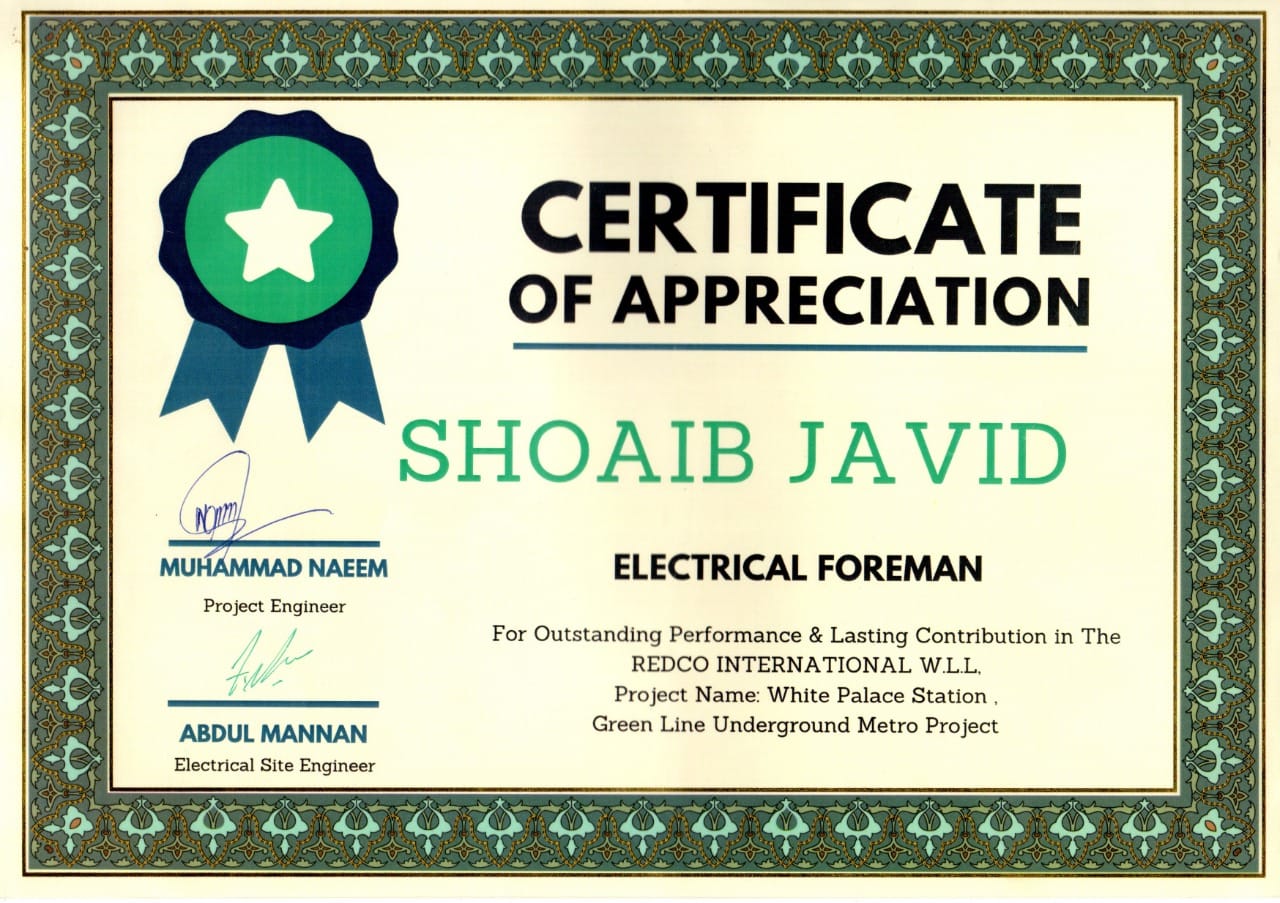 CERTIFICATE
OF APPRECIATION
SHOAIB JAVID
ELECTRICAL FOREMAN
For Outstanding Performance & Lasting Contribution in The
REDCO INTERNATIONAL W.L.L,
Project Name: White Palace Station ,
Green Line Underground Metro Project
MUHAMMAD NAEEM
Project Engineer
ABDUL MANNAN
Electrical Site Engineer